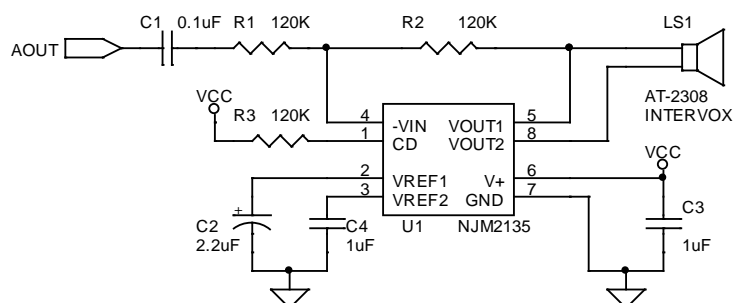 C1 0.1uF R1 120K R2 120K LS1
AOUT
VCC R3 120K
AT-2308
INTERVOX
4 -VIN VOUT1 5
1 CD VOUT2 8
VCC
2 VREF1 V+ 6
3 VREF2 GND 7
+
C2 C4 U1 NJM2135 C3
2.2uF 1uF 1uF